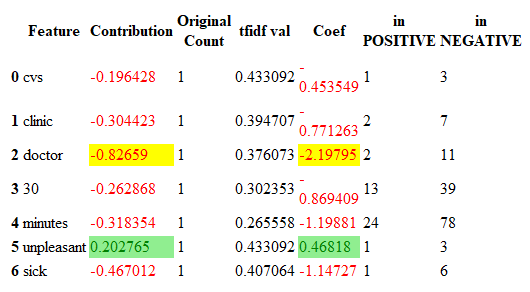 Feature Contribution Original Count tfidf val Coef in POSITIVE in NEGATIVE
0 cvs -0.196428 1 0.433092 -0.453549 1 3
1 clinic -0.304423 1 0.394707 -0.771263 2 7
2 doctor -0.82659 1 0.376073 -2.19795 2 11
3 30 -0.262868 1 0.302353 -0.869409 13 39
4 minutes -0.318354 1 0.265558 -1.19881 24 78
5 unpleasant 0.202765 1 0.433092 0.46818 1 3
6 sick -0.467012 1 0.407064 -1.14727 1 6